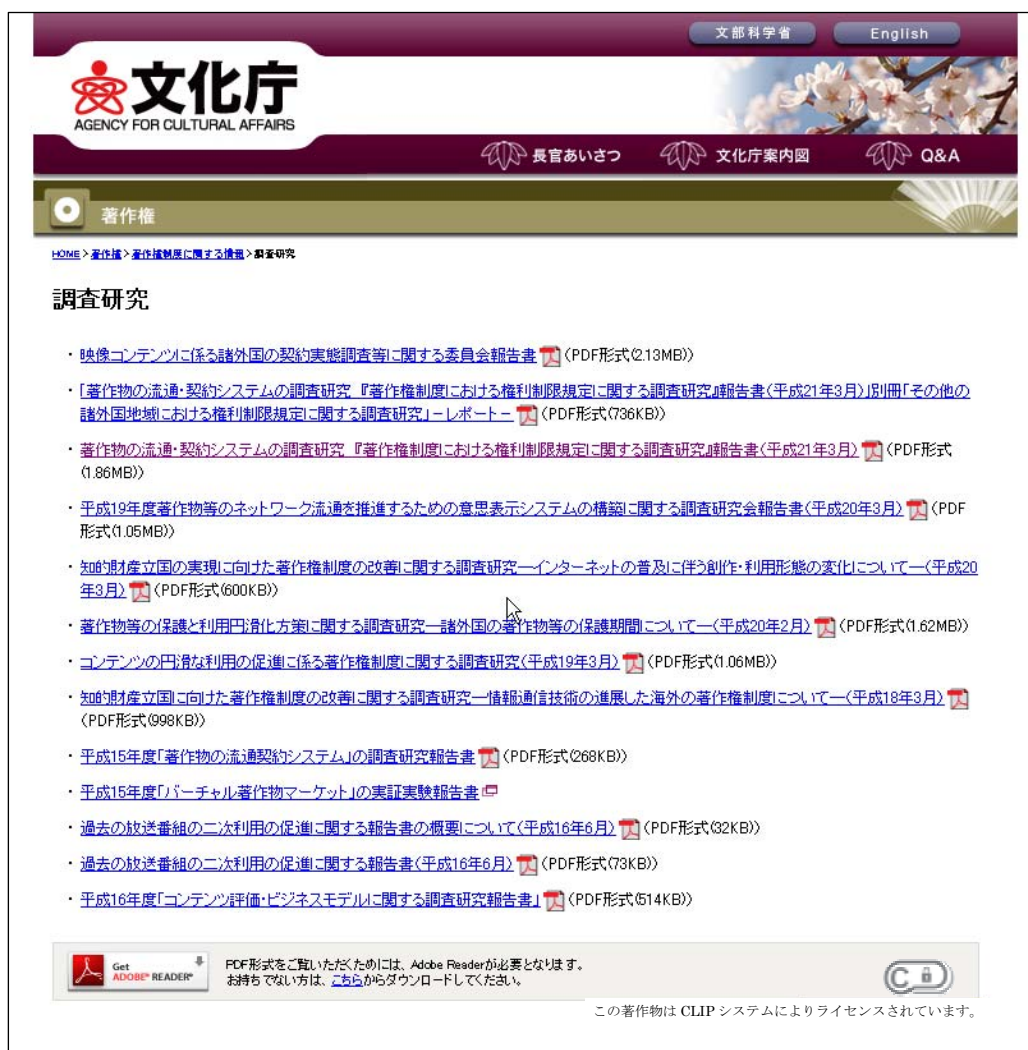 文部科学省
English
文化庁
AGENCY FOR CULTURAL AFFAIRS
長官あいさつ
文化庁案内図
Q&A
著作権
HOME>著作権>著作権制度に関する情報>調査研究
調査研究
・映像コンテンツに係る諸外国の契約実態調査等に関する委員会報告書(PDF形式(2.13MB))
・「著作物の流通・契約システムの調査研究 『著作権制度における権利制限規定に関する調査研究』報告書(平成21年3月)」別冊「その他の
諸外国地域における権利制限規定に関する調査研究」-レポート-(PDF形式(736KB))
・著作物の流通・契約システムの調査研究 『著作権制度における権利制限規定に関する調査研究』報告書(平成21年3月)(PDF形式
(1.86MB))
・平成19年度著作物等のネットワーク流通を推進するための意思表示システムの構築に関する調査研究会報告書(平成20年3月)(PDF
形式(1.05MB))
・知的財産立国の実現に向けた著作権制度の改善に関する調査研究―インターネットの普及に伴う創作・利用形態の変化について―(平成20
年3月)(PDF形式(600KB))
・著作物等の保護と利用円滑化方策に関する調査研究―諸外国の著作物等の保護期間について―(平成20年2月)(PDF形式(1.62MB))
・コンテンツの円滑な利用の促進に係る著作権制度に関する調査研究(平成19年3月)(PDF形式(1.06MB))
・知的財産立国に向けた著作権制度の改善に関する調査研究―情報通信技術の進展した海外の著作権制度について―(平成18年3月)
(PDF形式(998KB))
・平成15年度「著作物の流通契約システム」の調査研究報告書(PDF形式(268KB))
・平成15年度「バーチャル著作物マーケット」の実証実験報告書
・過去の放送番組の二次利用の促進に関する報告書の概要について(平成16年6月)(PDF形式(32KB))
・過去の放送番組の二次利用の促進に関する報告書(平成16年6月)(PDF形式(73KB))
・平成16年度「コンテンツ評価・ビジネスモデルに関する調査研究報告書」(PDF形式(514KB))
Get
ADOBE® READER®
PDF形式をご覧いただくためには、Adobe Readerが必要となります。
お持ちでない方は、こちらからダウンロードしてください。
この著作物は CLIP システムによりライセンスされています。